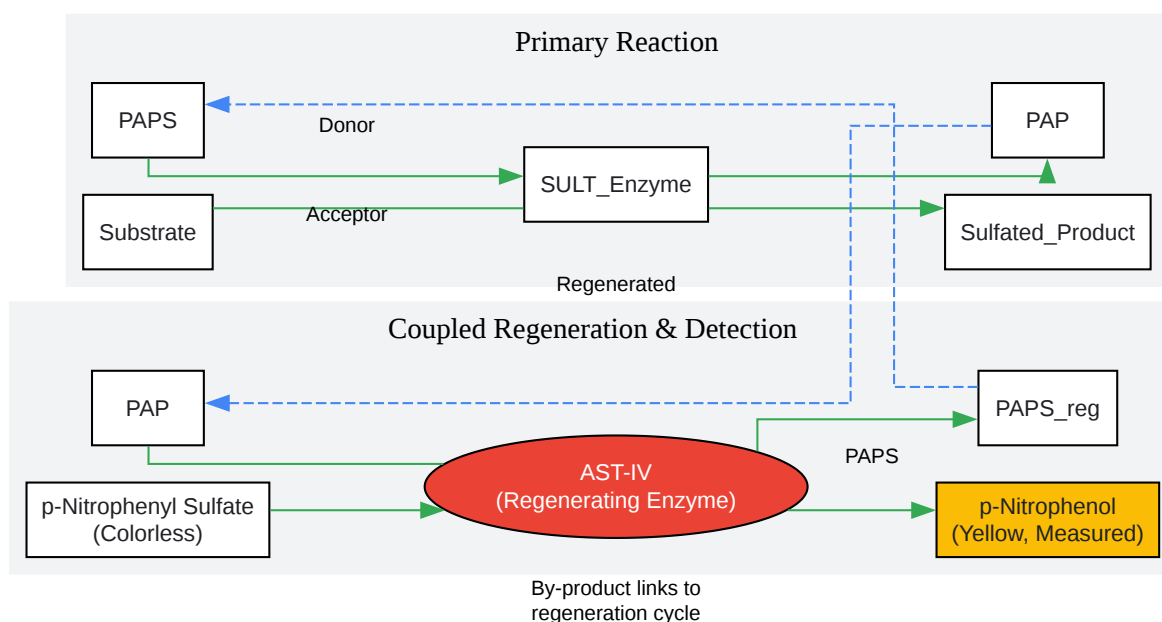 Primary Reaction
PAPS
Donor
PAP
SULT_Enzyme
Substrate
Acceptor
Sulfated_Product
Regenerated
Coupled Regeneration & Detection
PAP
PAPS_reg
PAPS
AST-IV
(Regenerating Enzyme)
p-Nitrophenyl Sulfate
(Colorless)
p-Nitrophenol
(Yellow, Measured)
By-product links to
regeneration cycle